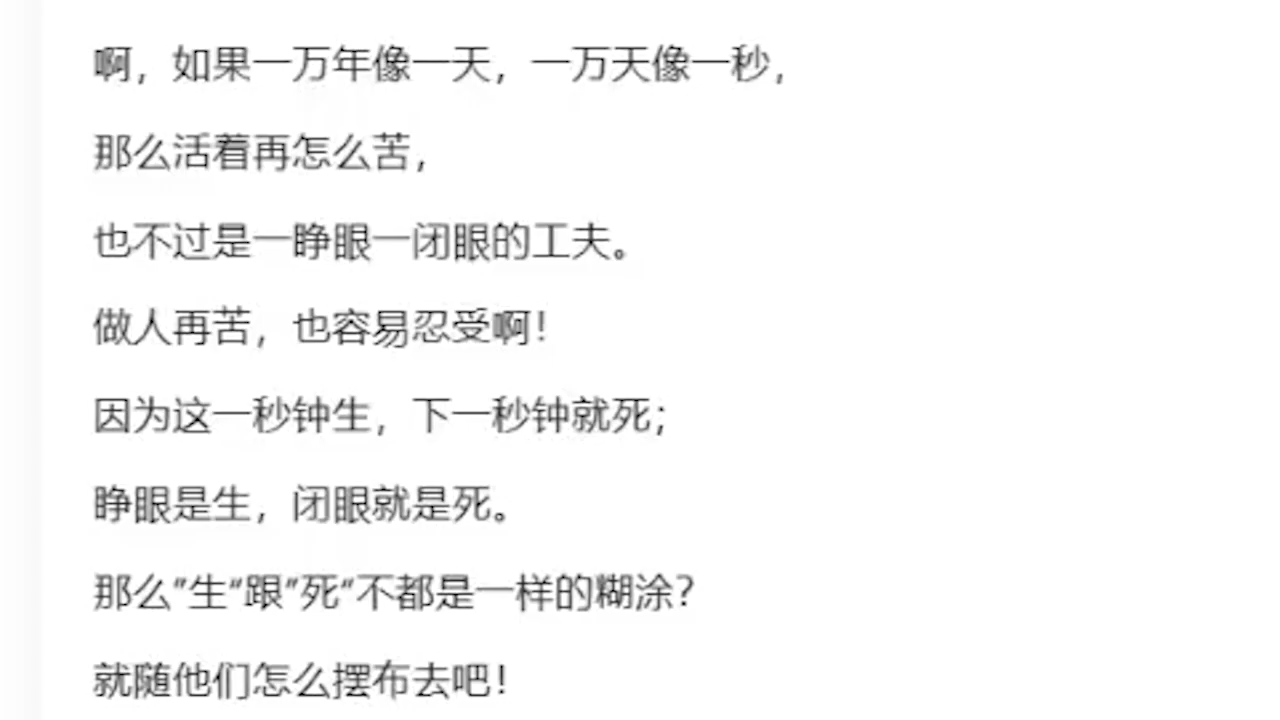 啊，如果一万年像一天，一万天像一秒，
那么活着再怎么苦，
也不过是一睁眼一闭眼的工夫。
做人再苦，也容易忍受啊！
因为这一秒钟生，下一秒钟就死；
睁眼是生，闭眼就是死。
那么”生“跟”死“不都是一样的糊涂？
就随他们怎么摆布去吧！